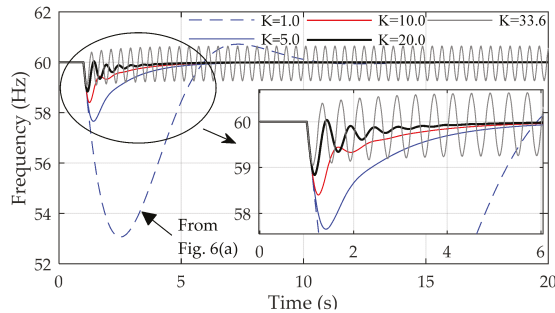 K=1.0 K=10.0 K=33.6
K=5.0 K=20.0
Frequency (Hz)
62
60
58
56
54
52
From
Fig. 6(a)
60
59
58
0 2 4 6
0 5 10 15 20
Time (s)